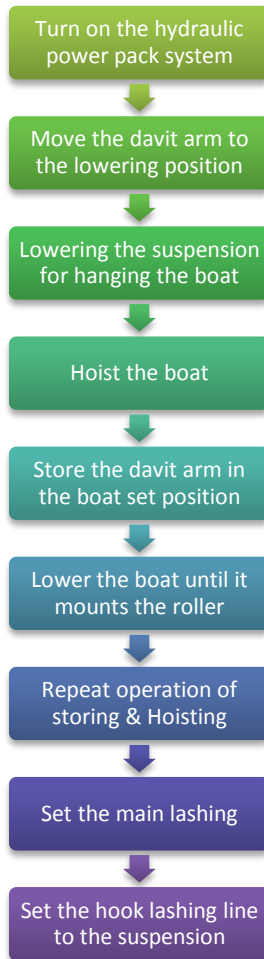 Turn on the hydraulic
power pack system
Move the davit arm to
the lowering position
Lowering the suspension
for hanging the boat
Hoist the boat
Store the davit arm in
the boat set position
Lower the boat until it
mounts the roller
Repeat operation of
storing & Hoisting
Set the main lashing
Set the hook lashing line
to the suspension